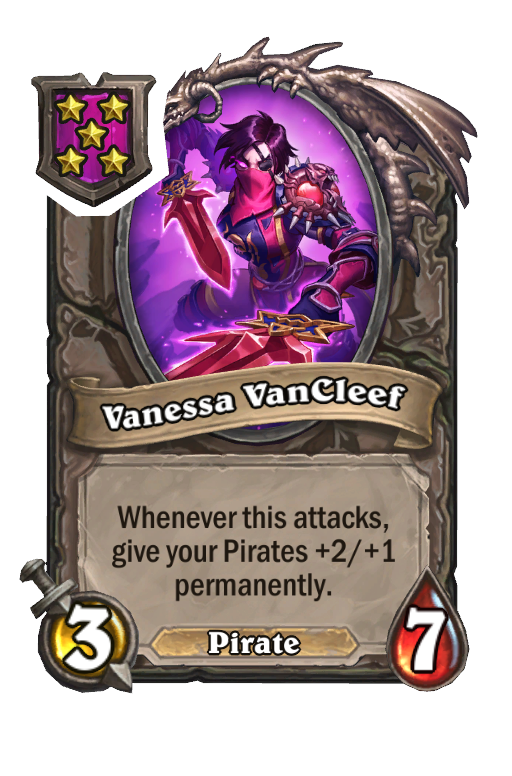 Vanessa VanCleef
Whenever this attacks,
give your Pirates +2/+1
permanently.
3
Pirate
7